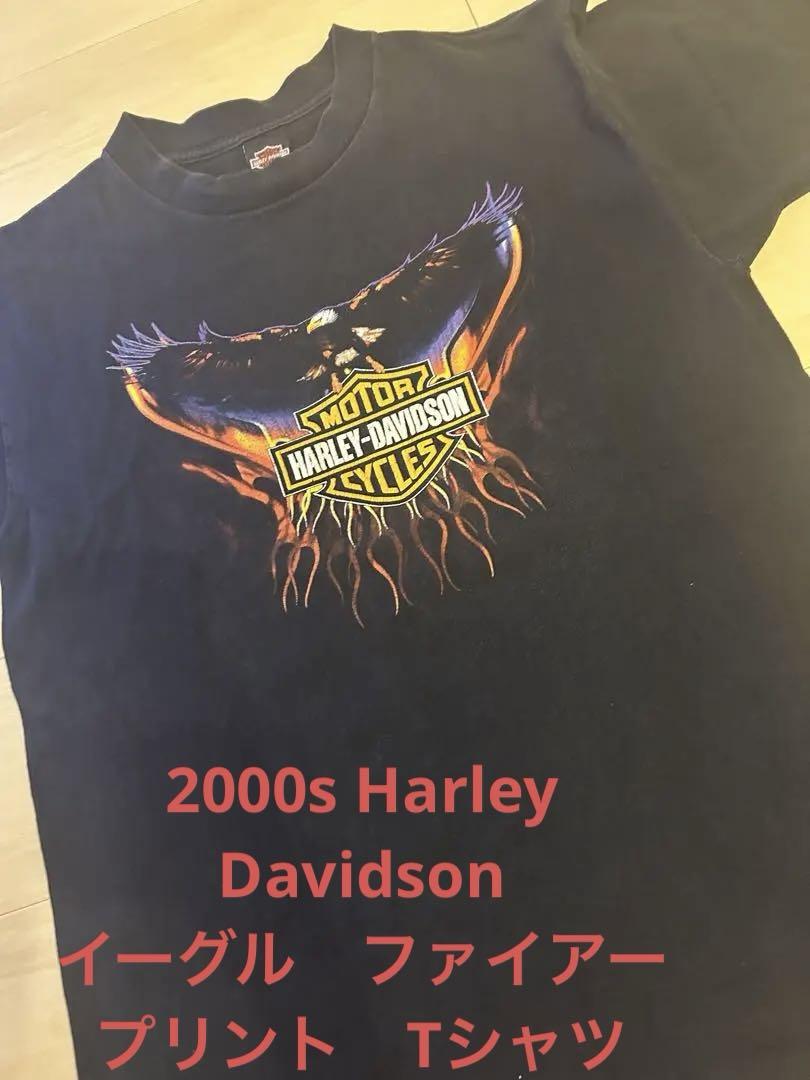 MOTOR
HARLEY-DAVIDSON
CYCLES
2000s Harley
Davidson
イーグル　ファイアー
プリント　Tシャツ